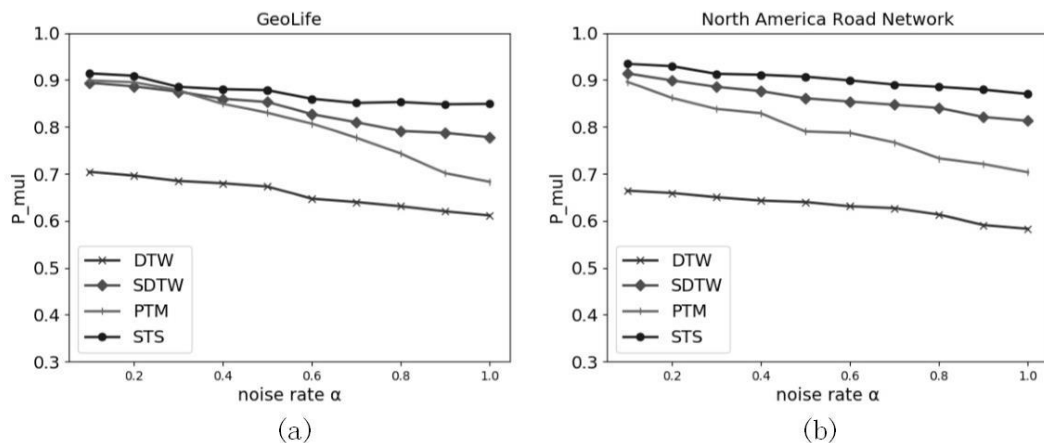 GeoLife
1.0
0.9
0.8
0.7
0.6
0.5
0.4
0.3
P_mul
DTW
SDTW
PTM
STS
0.2
0.4
0.6
0.8
1.0
noise rate α
(a)
North America Road Network
1.0
0.9
0.8
0.7
0.6
0.5
0.4
0.3
P_mul
DTW
SDTW
PTM
STS
0.2
0.4
0.6
0.8
1.0
noise rate α
(b)